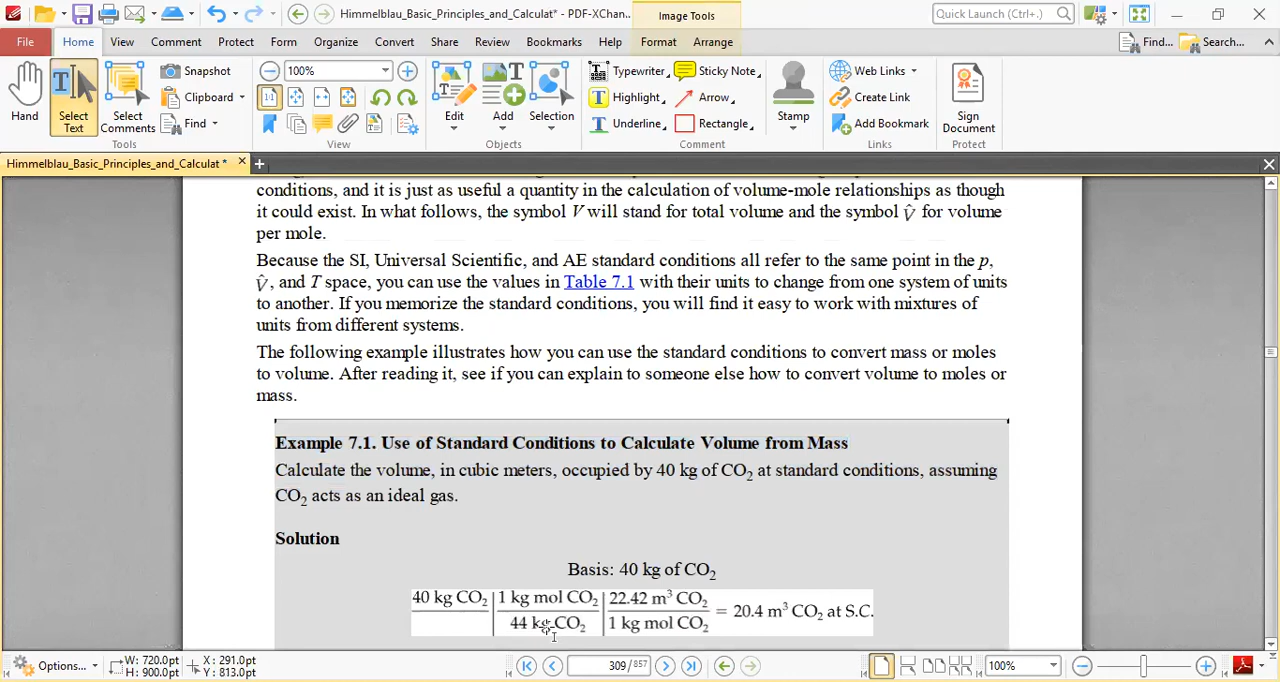 Himmelblau_Basic_Principles_and_Calculat* - PDF-XChan...
Image Tools
Quick Launch (Ctrl+.)
File
Home
View
Comment
Protect
Form
Organize
Convert
Share
Review
Bookmarks
Help
Format
Arrange
Find...
Search...
Hand
Select
Text
Select
Comments
Snapshot
Clipboard
Find
Tools
100%
View
Edit
Add
Selection
Objects
Typewriter
Highlight
Underline
Sticky Note
Arrow
Rectangle
Stamp
Comment
Web Links
Create Link
Add Bookmark
Links
Sign
Document
Protect
Himmelblau_Basic_Principles_and_Calculat *
conditions, and it is just as useful a quantity in the calculation of volume-mole relationships as though
it could exist. In what follows, the symbol V will stand for total volume and the symbol V̂ for volume
per mole.
Because the SI, Universal Scientific, and AE standard conditions all refer to the same point in the p,
V̂, and T space, you can use the values in Table 7.1 with their units to change from one system of units
to another. If you memorize the standard conditions, you will find it easy to work with mixtures of
units from different systems.
The following example illustrates how you can use the standard conditions to convert mass or moles
to volume. After reading it, see if you can explain to someone else how to convert volume to moles or
mass.
Example 7.1. Use of Standard Conditions to Calculate Volume from Mass
Calculate the volume, in cubic meters, occupied by 40 kg of CO₂ at standard conditions, assuming
CO₂ acts as an ideal gas.
Solution
Basis: 40 kg of CO₂
40 kg CO₂ | 1 kg mol CO₂ | 22.42 m³ CO₂ = 20.4 m³ CO₂ at S.C.
44 kg CO₂ | 1 kg mol CO₂
Options...
W: 720.0pt
H: 900.0pt
X: 291.0pt
Y: 813.0pt
309 / 857
100%